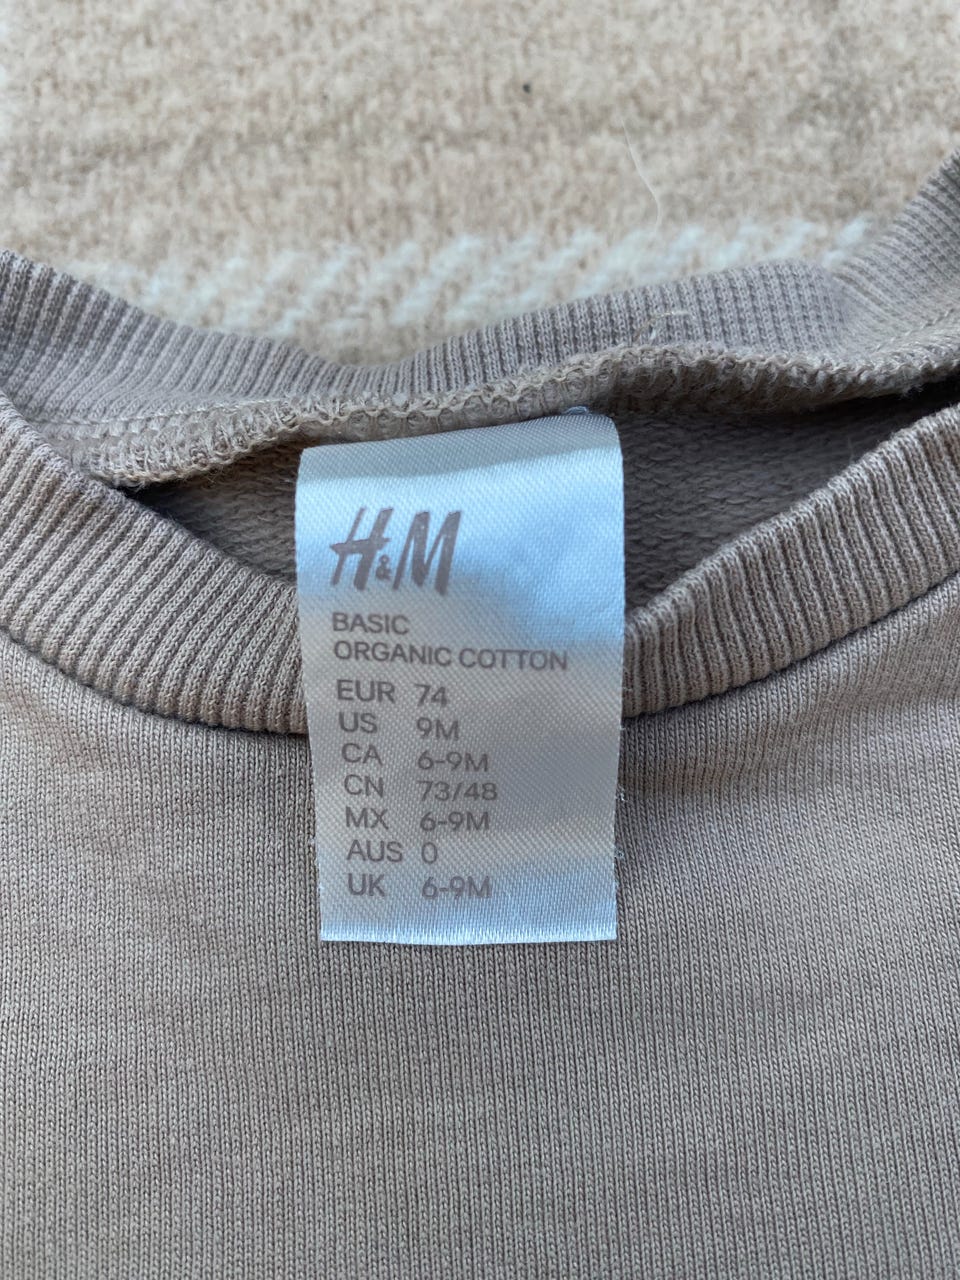 H&M
BASIC
ORGANIC COTTON
EUR 74
US 9M
CA 6-9M
CN 73/48
MX 6-9M
AUS 0
UK 6-9M